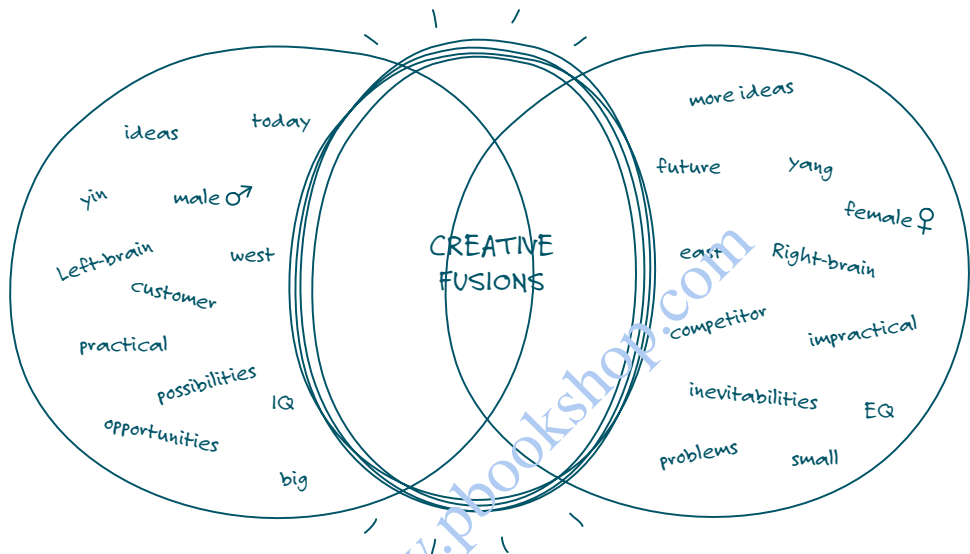 ideas
today
yin
male ♂
Left-brain
west
customer
practical
possibilities
IQ
opportunities
big
CREATIVE
FUSIONS
more ideas
future
yang
female ♀
east
Right-brain
competitor
impractical
inevitabilities
EQ
problems
small
.pbookshop.com